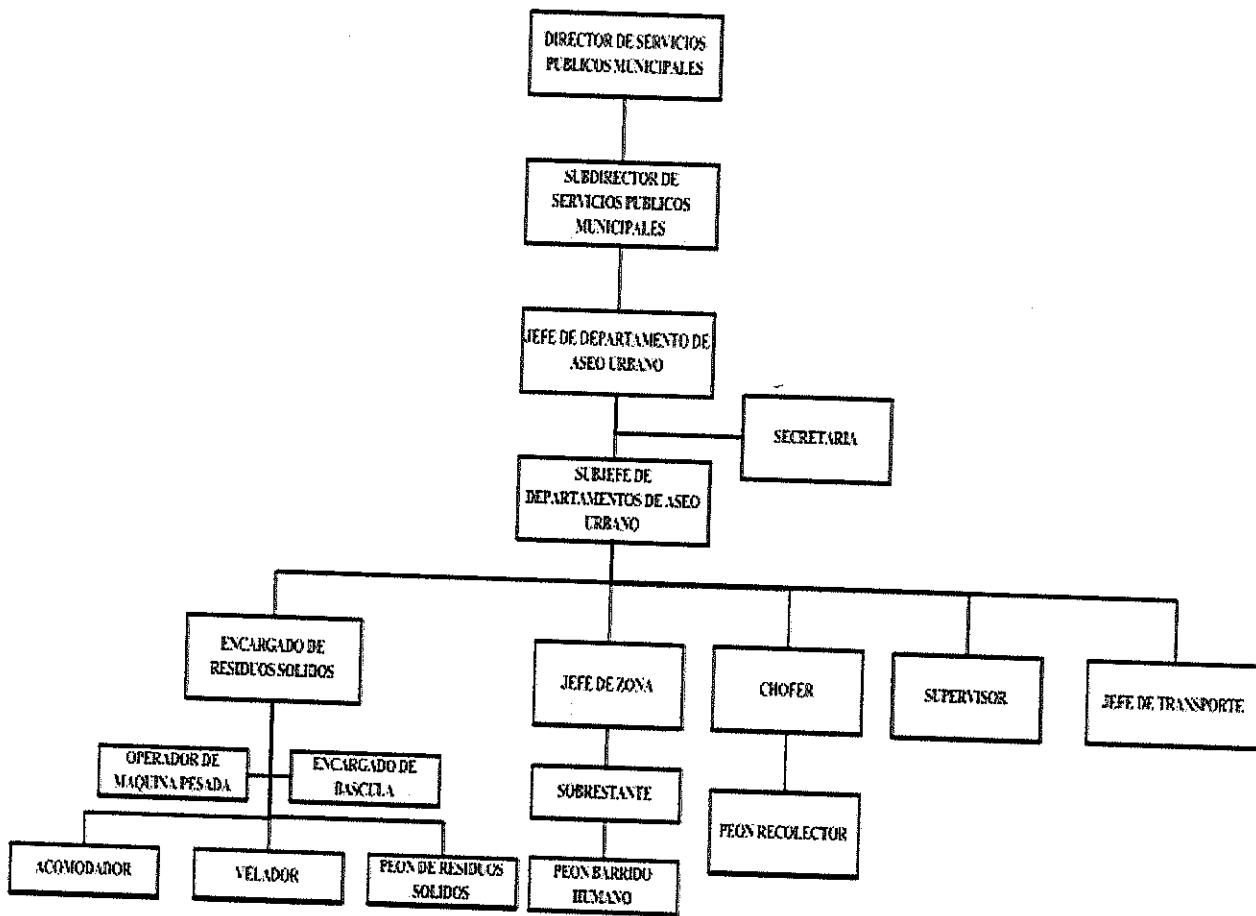 DIRECTOR DE SERVICIOS
PUBLICOS MUNICIPALES
SUBDIRECTOR DE
SERVICIOS PUBLICOS
MUNICIPALES
JEFE DE DEPARTAMENTO DE
ASEO URBANO
SECRETARIA
SUBJEFE DE
DEPARTAMENTOS DE ASEO
URBANO
ENCARGADO DE
RESIDUOS SOLIDOS
JEFE DE ZONA
CHOFER
SUPERVISOR
JEFE DE TRANSPORTE
OPERADOR DE
MAQUINA PESADA
ENCARGADO DE
BASCULA
SOBRESTANTE
PEON RECOLECTOR
ACOMODADOR
VELADOR
PEON DE RESIDUOS
SOLIDOS
PEON BARRIDO
HUMANO